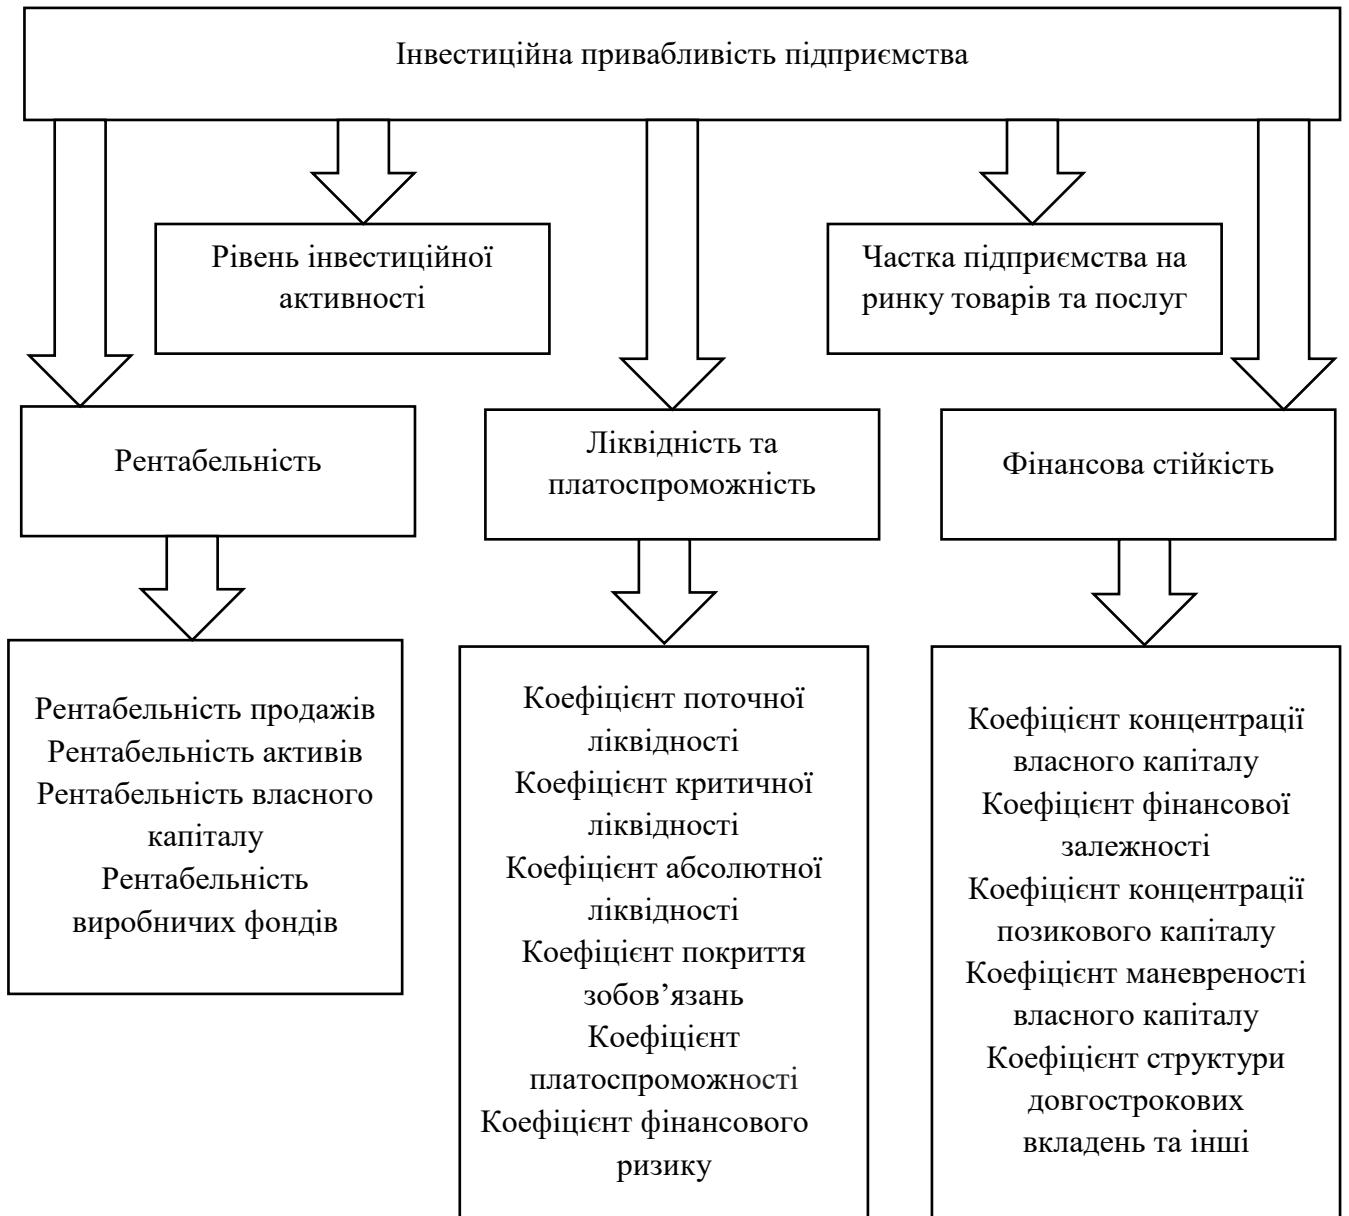 Інвестиційна привабливість підприємства
Рівень інвестиційної
активності
Частка підприємства на
ринку товарів та послуг
Рентабельність
Ліквідність та
платоспроможність
Фінансова стійкість
Рентабельність продажів
Рентабельність активів
Рентабельність власного
капіталу
Рентабельність
виробничих фондів
Коефіцієнт поточної
ліквідності
Коефіцієнт критичної
ліквідності
Коефіцієнт абсолютної
ліквідності
Коефіцієнт покриття
зобов’язань
Коефіцієнт
платоспроможності
Коефіцієнт фінансового
ризику
Коефіцієнт концентрації
власного капіталу
Коефіцієнт фінансової
залежності
Коефіцієнт концентрації
позикового капіталу
Коефіцієнт маневреності
власного капіталу
Коефіцієнт структури
довгострокових
вкладень та інші